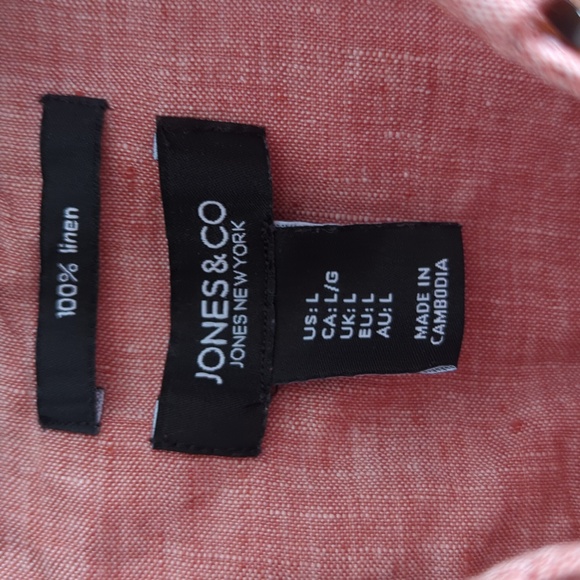 100% linen
JONES&CO
JONES NEW YORK
US: L
CA: L/G
UK: L
EU: L
AU: L
MADE IN
CAMBODIA